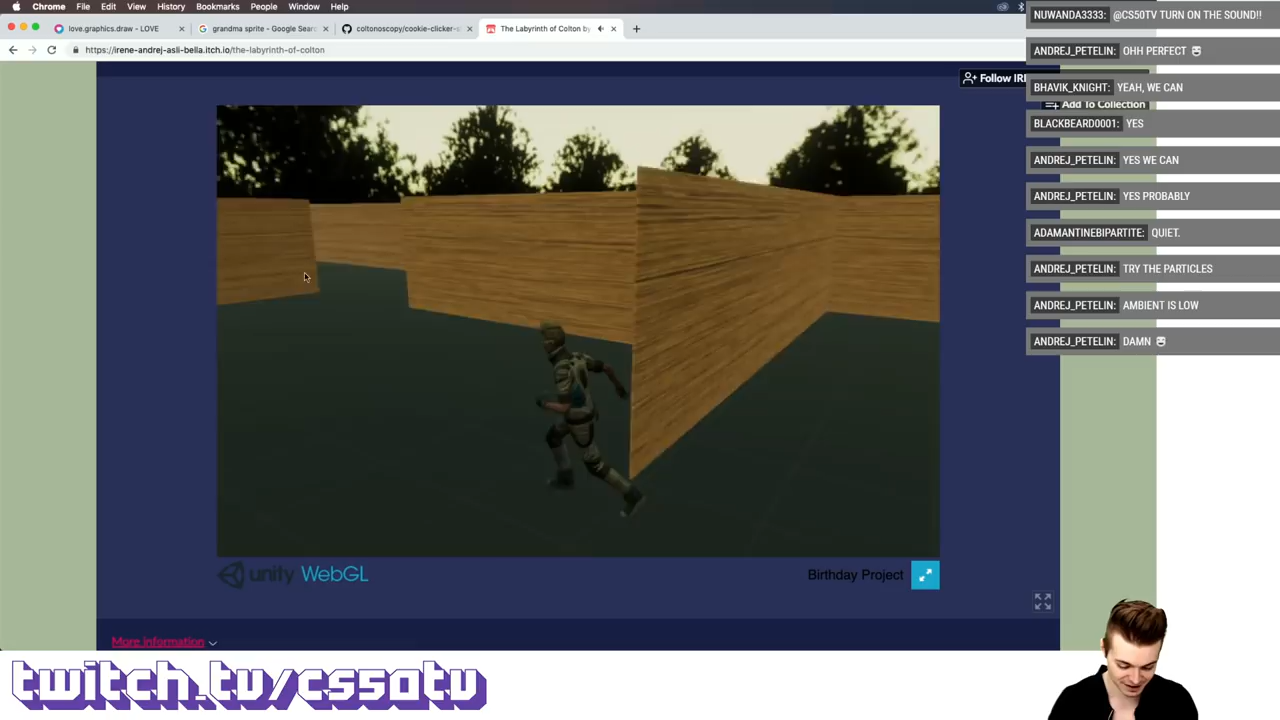 Chrome File Edit View History Bookmarks People Window Help
love.graphics.draw - LOVE
grandma sprite - Google Searc
coltonoscopy/cookie-clicker-s
The Labyrinth of Colton by
https://irene-andrej-asli-bella.itch.io/the-labyrinth-of-colton
Follow IRE
Add To Collection
NUWANDA3333: @CS50TV TURN ON THE SOUND!!
ANDREJ_PETELIN: OHH PERFECT
BHAVIK_KNIGHT: YEAH, WE CAN
BLACKBEARD0001: YES
ANDREJ_PETELIN: YES WE CAN
ANDREJ_PETELIN: YES PROBABLY
ADAMANTINEBIPARTITE: QUIET.
ANDREJ_PETELIN: TRY THE PARTICLES
ANDREJ_PETELIN: AMBIENT IS LOW
ANDREJ_PETELIN: DAMN
unity WebGL
Birthday Project
More information
twitch.tv/cs50tv